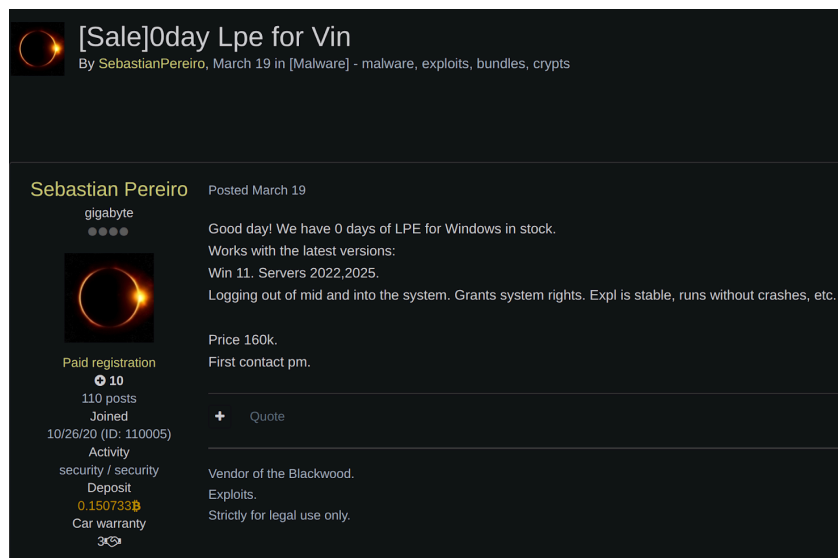 [Sale]0day Lpe for Vin
By SebastianPereiro, March 19 in [Malware] - malware, exploits, bundles, crypts
Sebastian Pereiro
gigabyte
Paid registration
10
110 posts
Joined
10/26/20 (ID: 110005)
Activity
security / security
Deposit
0.150733₿
Car warranty
3
Posted March 19
Good day! We have 0 days of LPE for Windows in stock.
Works with the latest versions:
Win 11. Servers 2022,2025.
Logging out of mid and into the system. Grants system rights. Expl is stable, runs without crashes, etc.
Price 160k.
First contact pm.
+ Quote
Vendor of the Blackwood.
Exploits.
Strictly for legal use only.